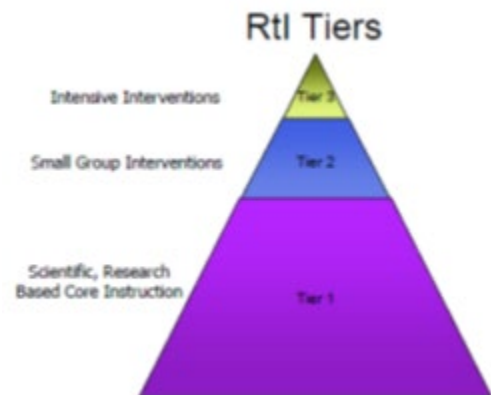 RtI Tiers
Intensive Interventions
Tier 3
Small Group Interventions
Tier 2
Scientific, Research
Based Core Instruction
Tier 1